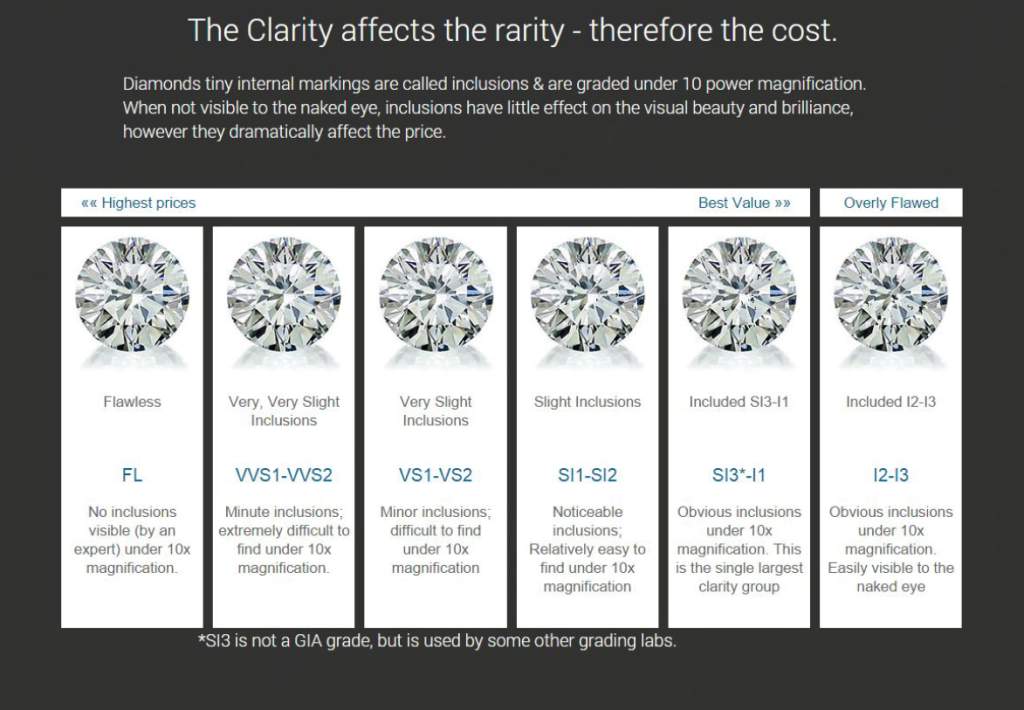 The Clarity affects the rarity - therefore the cost.
Diamonds tiny internal markings are called inclusions & are graded under 10 power magnification.
When not visible to the naked eye, inclusions have little effect on the visual beauty and brilliance,
however they dramatically affect the price.
«« Highest prices
Best Value »»
Overly Flawed
Flawless
FL
No inclusions
visible (by an
expert) under 10x
magnification.
Very, Very Slight
Inclusions
VVS1-VVS2
Minute inclusions;
extremely difficult to
find under 10x
magnification.
Very Slight
Inclusions
VS1-VS2
Minor inclusions;
difficult to find
under 10x
magnification
Slight Inclusions
SI1-SI2
Noticeable
inclusions;
Relatively easy to
find under 10x
magnification
Included SI3-I1
SI3*-I1
Obvious inclusions
under 10x
magnification. This
is the single largest
clarity group
Included I2-I3
I2-I3
Obvious inclusions
under 10x
magnification.
Easily visible to the
naked eye
*SI3 is not a GIA grade, but is used by some other grading labs.